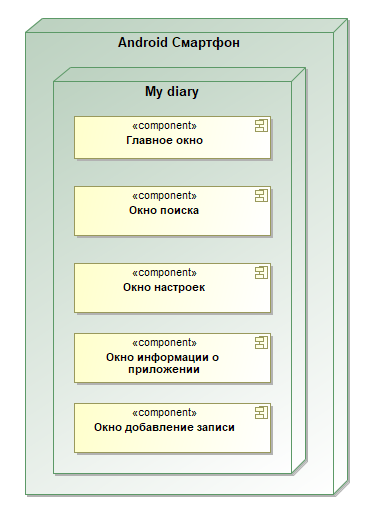 Android Смартфон
My diary
«component»
Главное окно
«component»
Окно поиска
«component»
Окно настроек
«component»
Окно информации о
приложении
«component»
Окно добавление записи